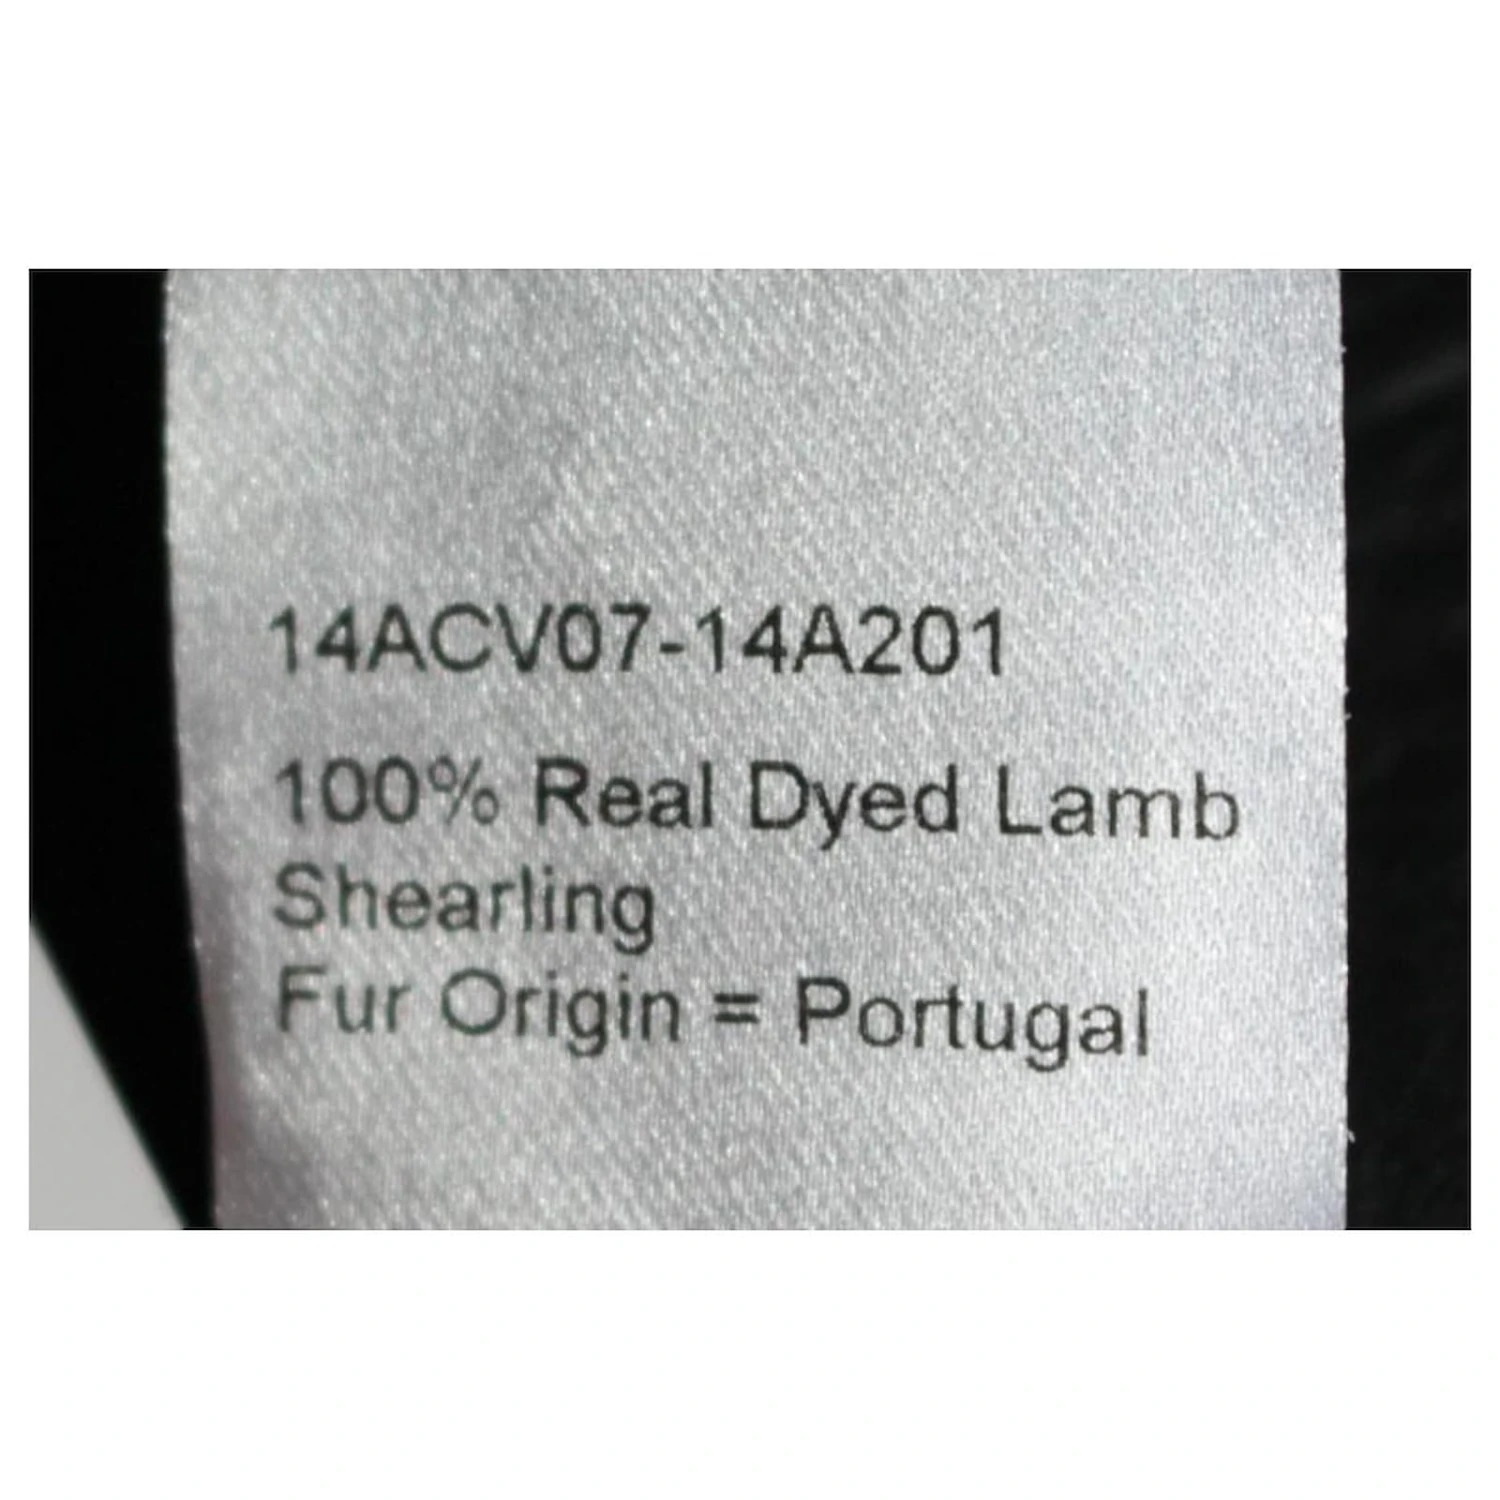 14ACV07-14A201
100% Real Dyed Lamb
Shearling
Fur Origin = Portugal